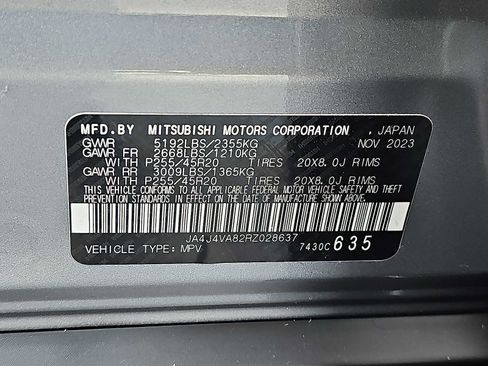 MFD.BY MITSUBISHI MOTORS CORPORATION , JAPAN
GVWR 5192LBS/2355KG NOV 2023
GAWR FR 2668LBS/1210KG
WITH P255/45R20 TIRES 20X8.0J RIMS
GAWR RR 3009LBS/1365KG
WITH P255/45R20 TIRES 20X8.0J RIMS
THIS VEHICLE CONFORMS TO ALL APPLICABLE FEDERAL MOTOR VEHICLE SAFETY AND THEFT
PREVENTION STANDARDS IN EFFECT ON THE DATE OF MANUFACTURE SHOWN ABOVE.
JA4J4VA82RZ028637
VEHICLE TYPE: MPV 7430C 635